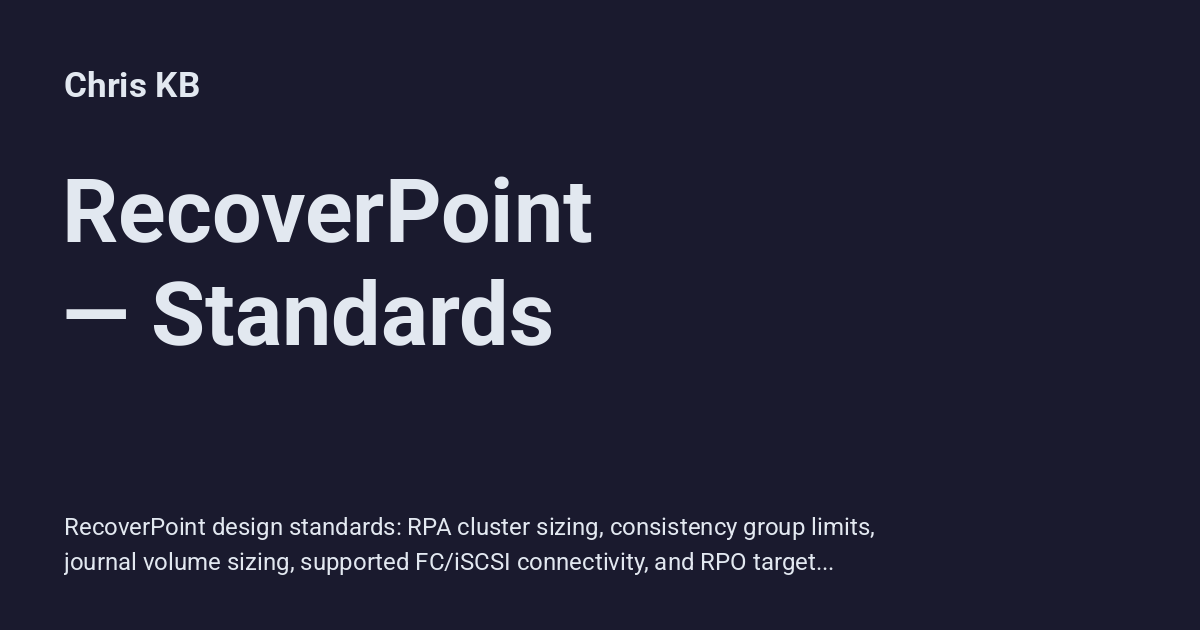 Chris KB
RecoverPoint
— Standards
RecoverPoint design standards: RPA cluster sizing, consistency group limits,
journal volume sizing, supported FC/iSCSI connectivity, and RPO target...